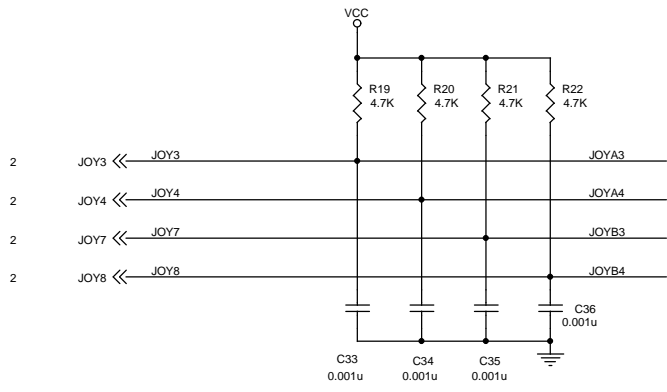 VCC
R19 R20 R21 R22
4.7K 4.7K 4.7K 4.7K
2 JOY3 JOY3 JOYA3
2 JOY4 JOY4 JOYA4
2 JOY7 JOY7 JOYB3
2 JOY8 JOY8 JOYB4
C36
0.001u
C33 C34 C35
0.001u 0.001u 0.001u